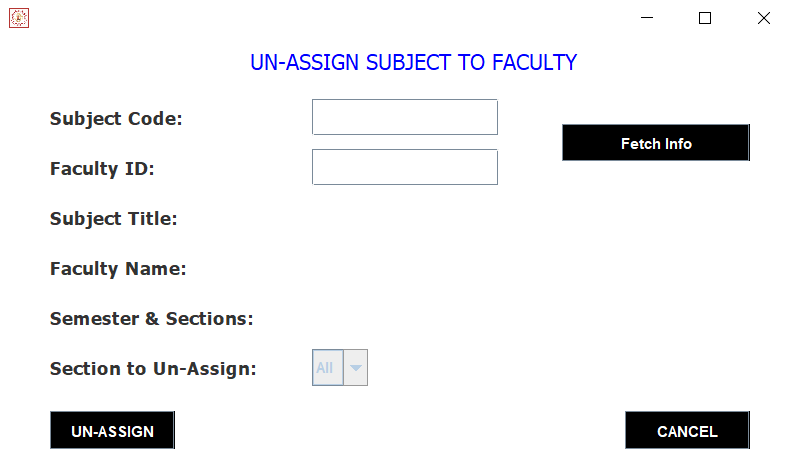 UN-ASSIGN SUBJECT TO FACULTY
Subject Code:
Fetch Info
Faculty ID:
Subject Title:
Faculty Name:
Semester & Sections:
Section to Un-Assign: All
UN-ASSIGN CANCEL